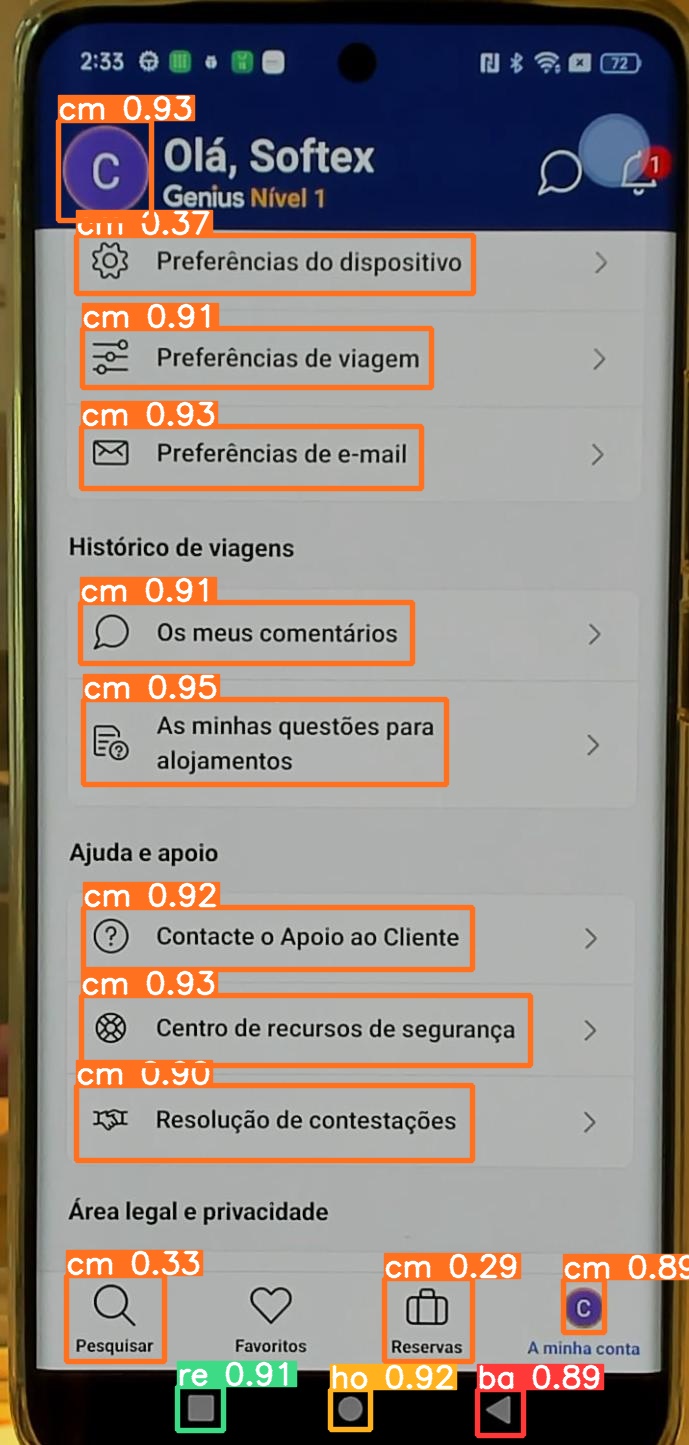 2:33
72
cm 0.93
C
Olá, Softex
Genius Nível 1
1
cm 0.37
Preferências do dispositivo
cm 0.91
Preferências de viagem
cm 0.93
Preferências de e-mail
Histórico de viagens
cm 0.91
Os meus comentários
cm 0.95
As minhas questões para
alojamentos
Ajuda e apoio
cm 0.92
Contacte o Apoio ao Cliente
cm 0.93
Centro de recursos de segurança
cm 0.90
Resolução de contestações
Área legal e privacidade
cm 0.33
cm 0.29
cm 0.89
C
Pesquisar
Favoritos
Reservas
A minha conta
re 0.91
ho 0.92
ba 0.89